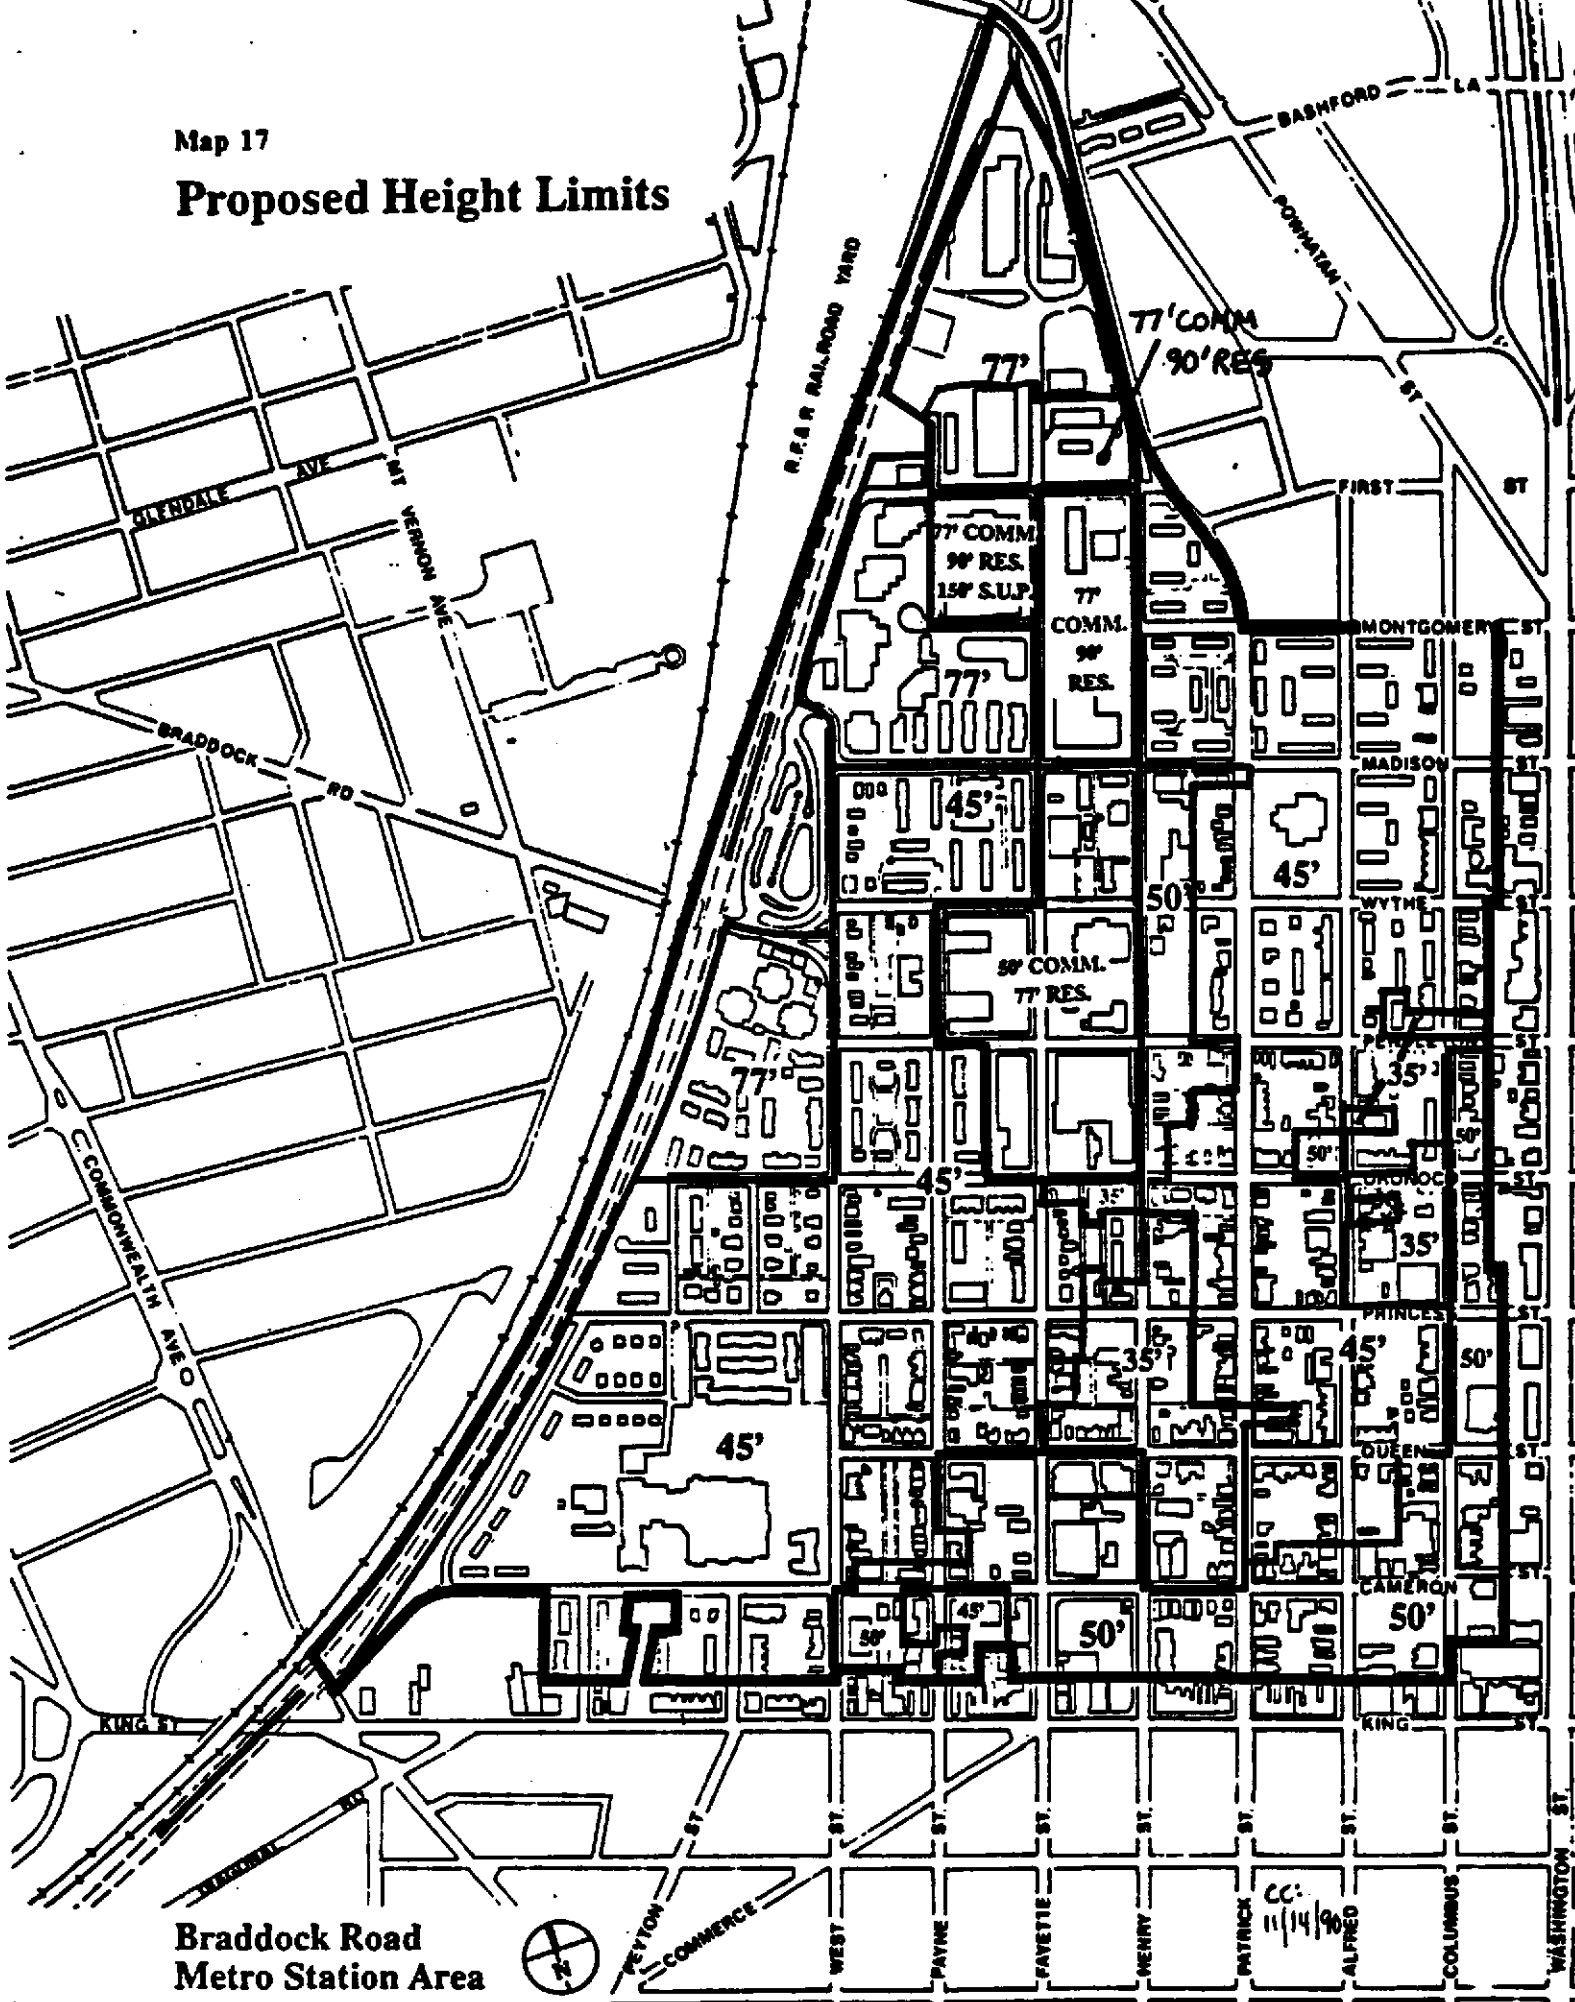 Map 17
Proposed Height Limits
BASHFORD LA
POWHATAN ST
R.F.& R RAILROAD YARD
77' COMM
90' RES
77'
GLENDALE AVE
MT VERNON AVE
FIRST ST
77' COMM
90' RES.
150' S.U.P.
77'
COMM.
90'
RES.
MONTGOMERY ST
77'
BRADDOCK RD
MADISON ST
45'
45'
50'
WYTHE ST
50' COMM.
77' RES.
ST
77'
35'
50'
50'
45'
ST
COMMONWEALTH AVE
35'
35'
PRINCESS ST
35'
45'
50'
45'
QUEEN ST
CAMERON ST
45'
50'
50'
50'
KING ST
KING ST
RD
PEYTON ST
COMMERCE
WEST ST.
PAYNE ST.
FAYETTE ST.
HENRY ST.
PATRICK ST.
ALFRED ST.
COLUMBUS ST.
WASHINGTON ST.
CC:
11/14/90
Braddock Road
Metro Station Area
N